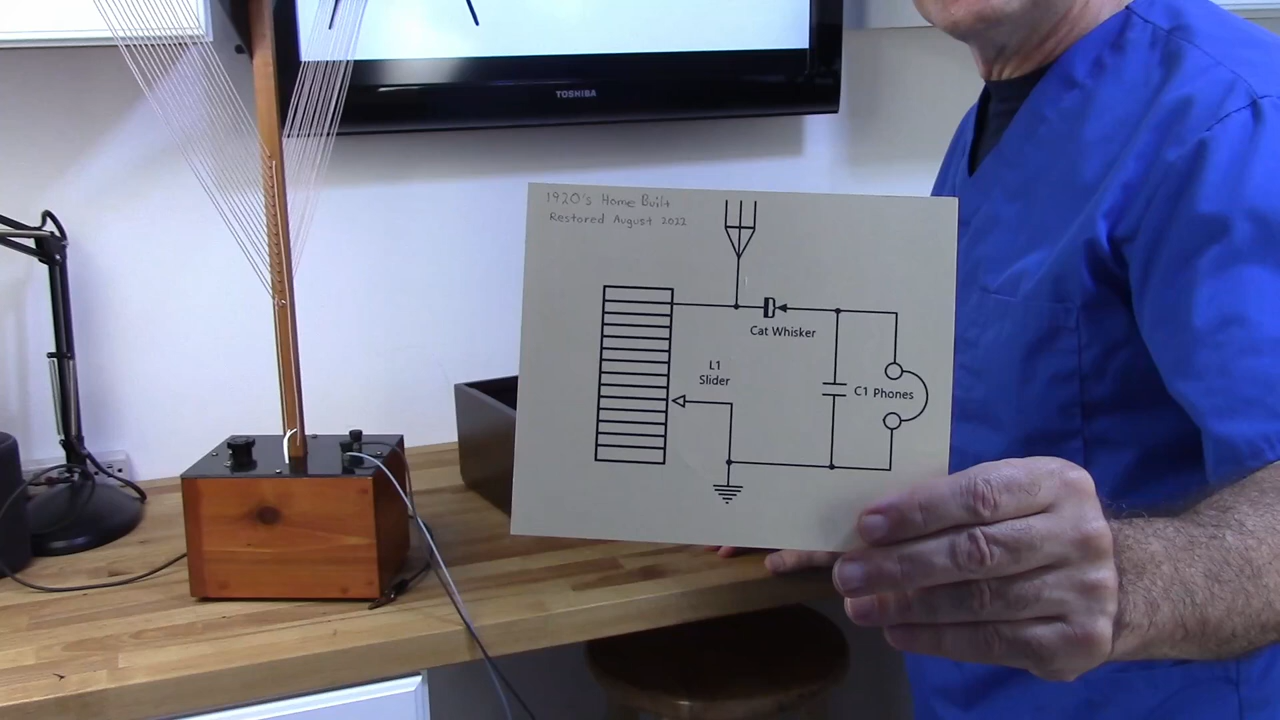 TOSHIBA
1920's Home Built
Restored August 2022
Cat Whisker
L1
Slider
C1 Phones